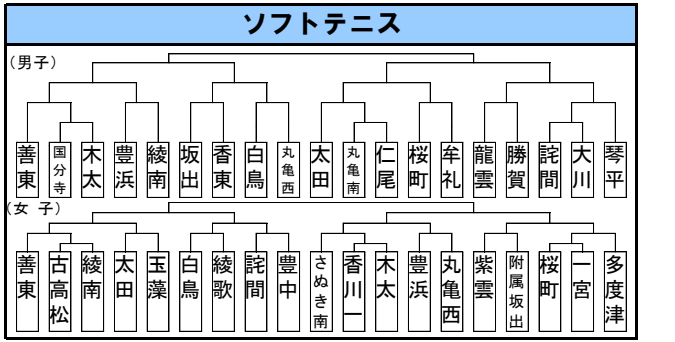 ソフトテニス
(男子)
善東
国分寺
木太
豊浜
綾南
坂出
香東
白鳥
丸亀西
太田
丸亀南
仁尾
桜町
牟礼
龍雲
勝賀
詫間
大川
琴平
(女 子)
善東
古高松
綾南
太田
玉藻
白鳥
綾歌
詫間
豊中
さぬき南
香川一
木太
豊浜
丸亀西
紫雲
附属坂出
桜町
一宮
多度津